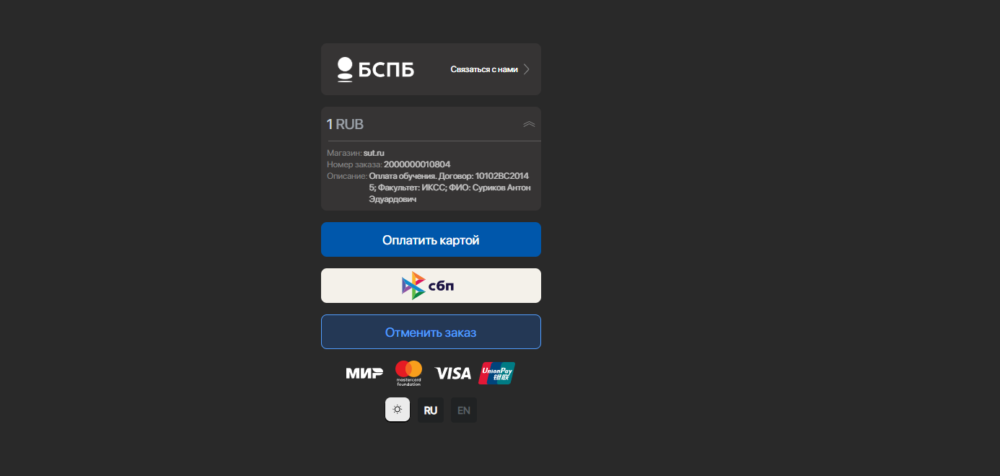 БСПБ
Связаться с нами
1 RUB
Магазин: sut.ru
Номер заказа: 2000000010804
Описание: Оплата обучения. Договор: 10102ВС2014
5; Факультет: ИКСС; ФИО: Суриков Антон
Эдуардович
Оплатить картой
сбп
Отменить заказ
МИР
mastercard
foundation
VISA
UnionPay
银联
RU
EN